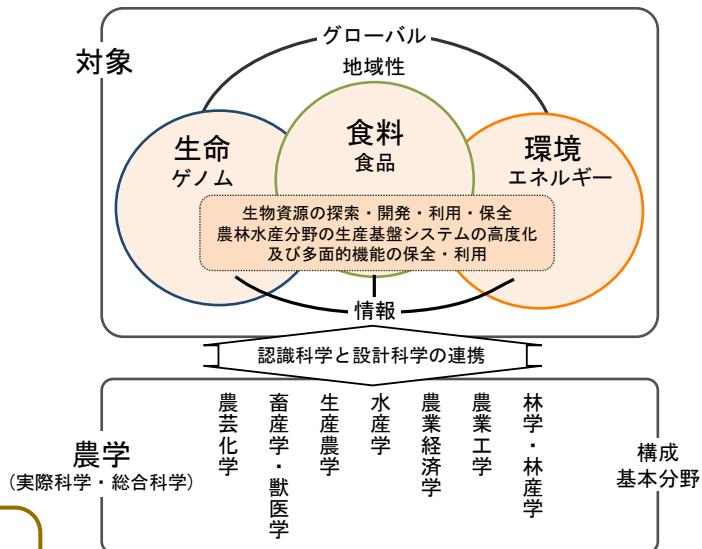 グローバル
対象
地域性
生命
ゲノム
食料
食品
環境
エネルギー
生物資源の探索・開発・利用・保全
農林水産分野の生産基盤システムの高度化
及び多面的機能の保全・利用
情報
認識科学と設計科学の連携
農学
（実際科学・総合科学）
農芸化学
畜産学・獣医学
生産農学
水産学
農業経済学
農業工学
林学・林産学
構成
基本分野